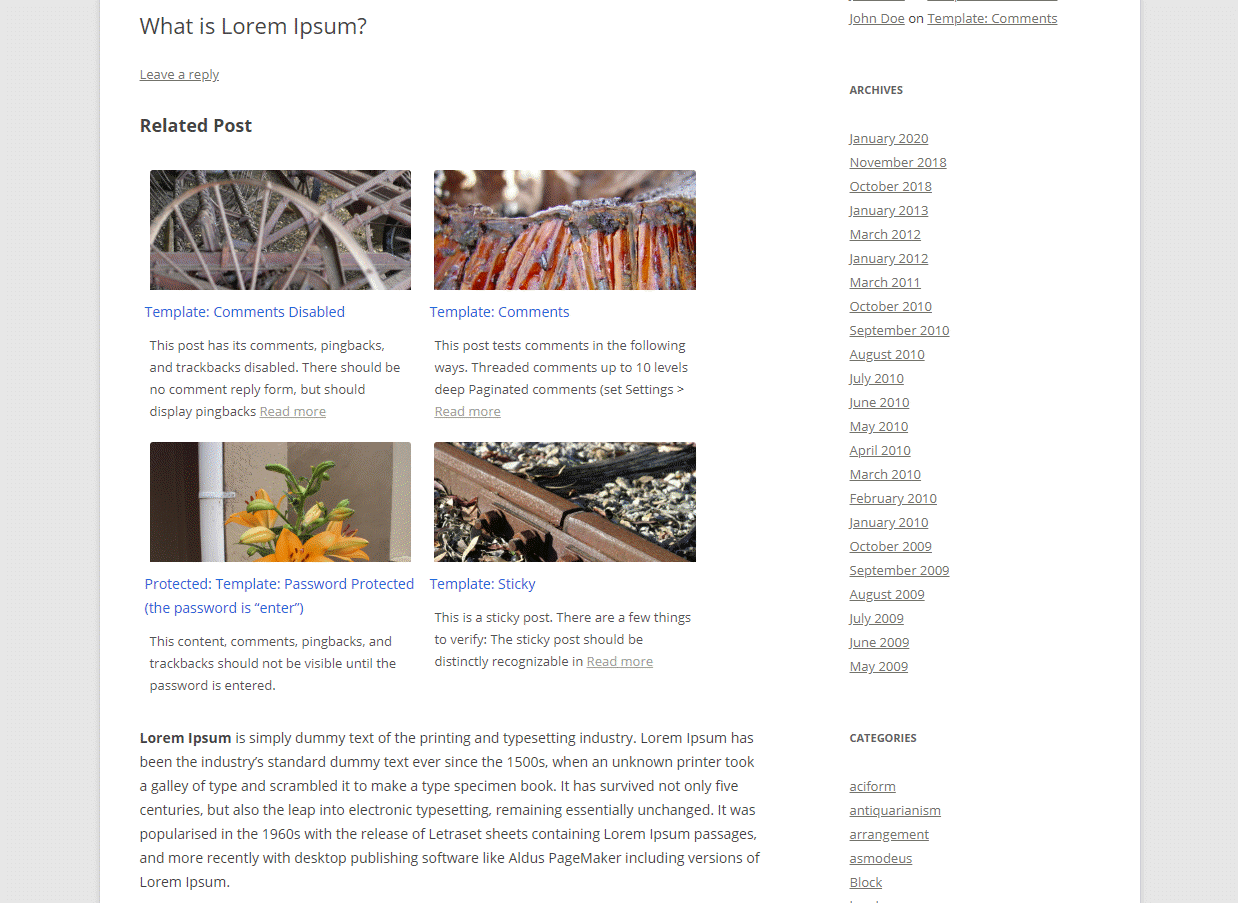 What is Lorem Ipsum?
Leave a reply
Related Post
Template: Comments Disabled
This post has its comments, pingbacks,
and trackbacks disabled. There should be
no comment reply form, but should
display pingbacks Read more
Template: Comments
This post tests comments in the following
ways. Threaded comments up to 10 levels
deep Paginated comments (set Settings >
Read more
Protected: Template: Password Protected
(the password is “enter”)
This content, comments, pingbacks, and
trackbacks should not be visible until the
password is entered.
Template: Sticky
This is a sticky post. There are a few things
to verify: The sticky post should be
distinctly recognizable in Read more
Lorem Ipsum is simply dummy text of the printing and typesetting industry. Lorem Ipsum has
been the industry’s standard dummy text ever since the 1500s, when an unknown printer took
a galley of type and scrambled it to make a type specimen book. It has survived not only five
centuries, but also the leap into electronic typesetting, remaining essentially unchanged. It was
popularised in the 1960s with the release of Letraset sheets containing Lorem Ipsum passages,
and more recently with desktop publishing software like Aldus PageMaker including versions of
Lorem Ipsum.
John Doe on Template: Comments
ARCHIVES
January 2020
November 2018
October 2018
January 2013
March 2012
January 2012
March 2011
October 2010
September 2010
August 2010
July 2010
June 2010
May 2010
April 2010
March 2010
February 2010
January 2010
October 2009
September 2009
August 2009
July 2009
June 2009
May 2009
CATEGORIES
aciform
antiquarianism
arrangement
asmodeus
Block